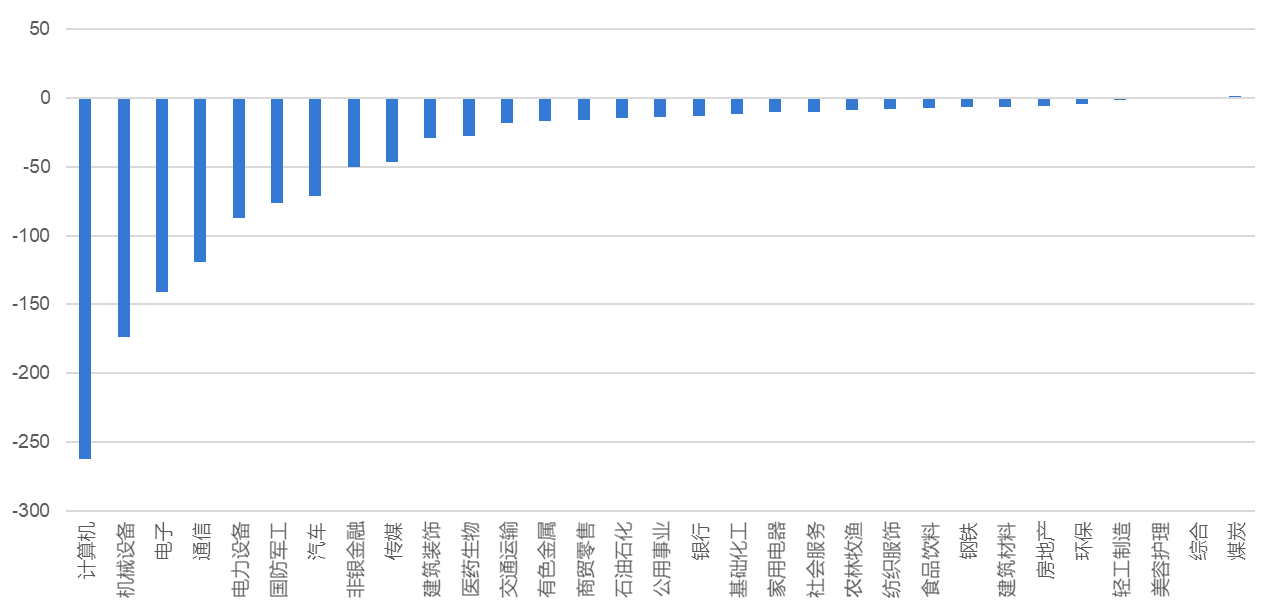 50
0
-50
-100
-150
-200
-250
-300
计算机
机械设备
电子
通信
电力设备
国防军工
汽车
非银金融
传媒
建筑装饰
医药生物
交通运输
有色金属
商贸零售
石油石化
公用事业
银行
基础化工
家用电器
社会服务
农林牧渔
纺织服饰
食品饮料
钢铁
建筑材料
房地产
环保
轻工制造
美容护理
综合
煤炭